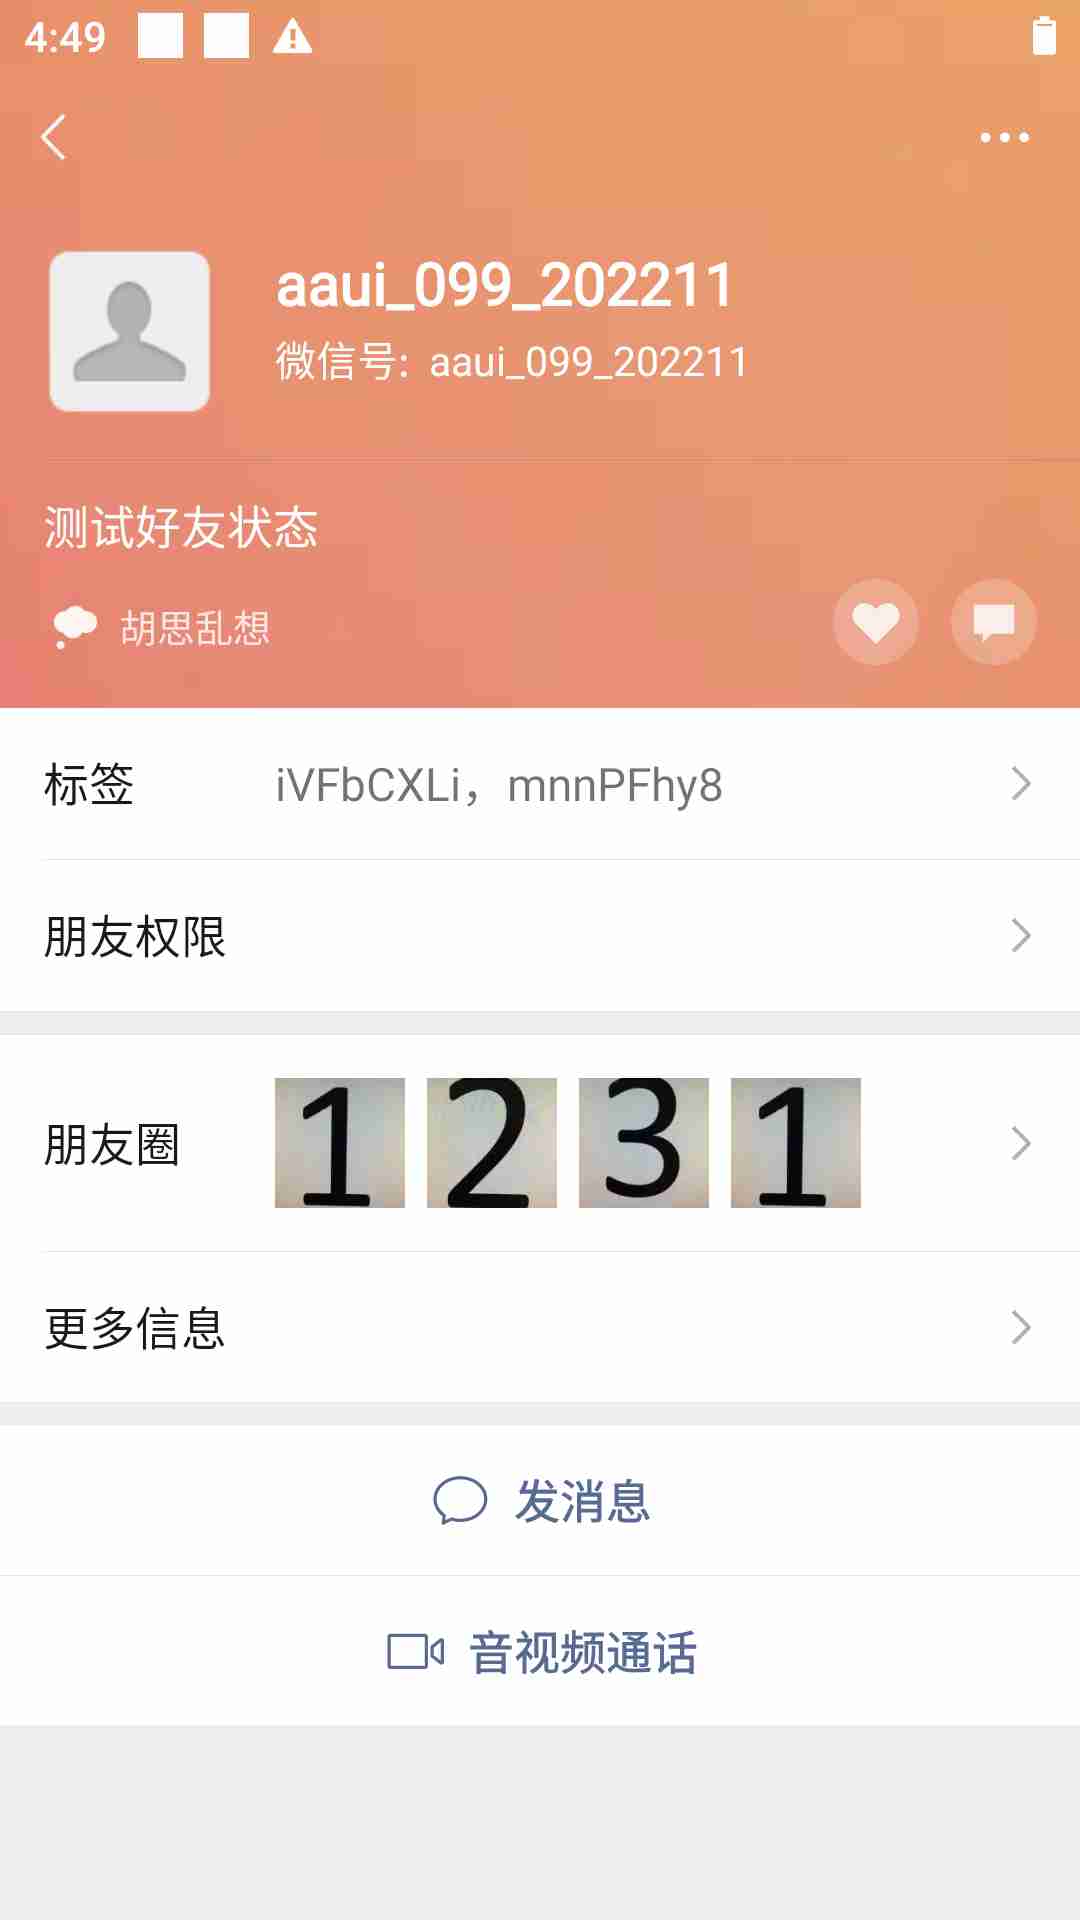 4:49
aaui_099_202211
微信号: aaui_099_202211
测试好友状态
胡思乱想
标签 iVFbCXLi，mnnPFhy8
朋友权限
朋友圈 1 2 3 1
更多信息
发消息
音视频通话